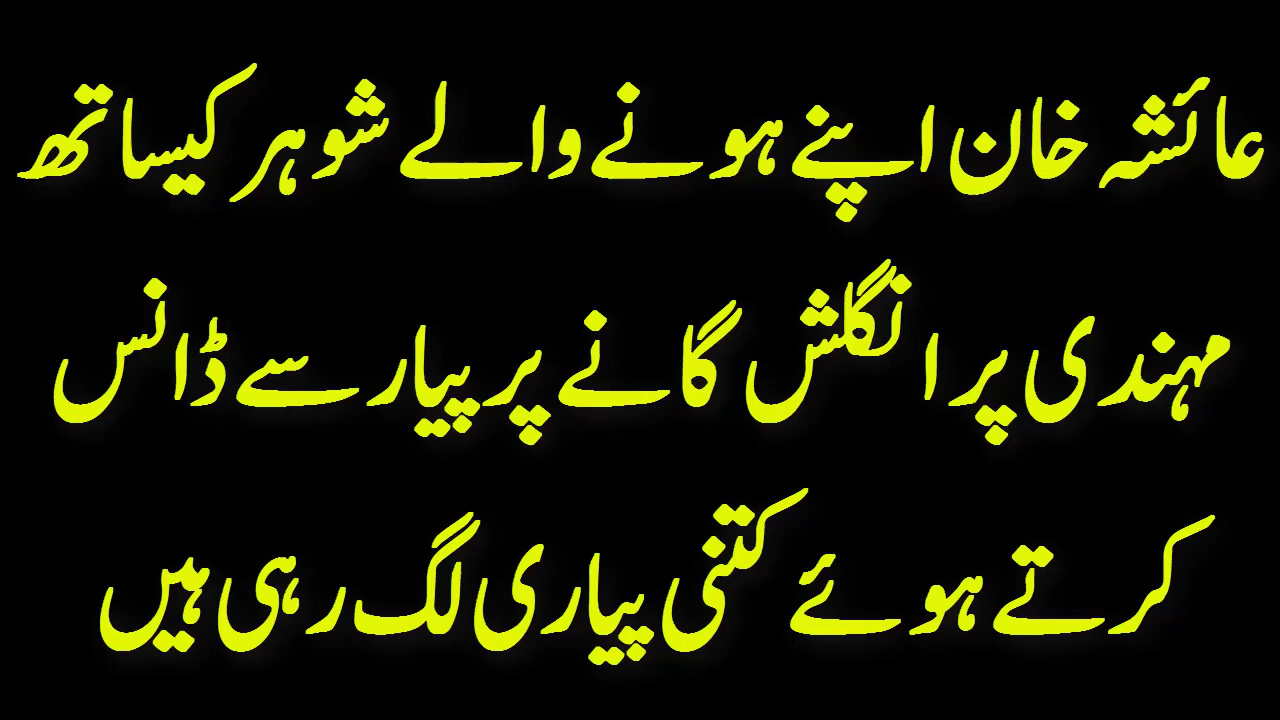 عائشہ خان اپنے ہونے والے شوہر کیساتھ
مہندی پر انگلش گانے پر پیار سے ڈانس
کرتے ہوئے کتنی پیاری لگ رہی ہیں